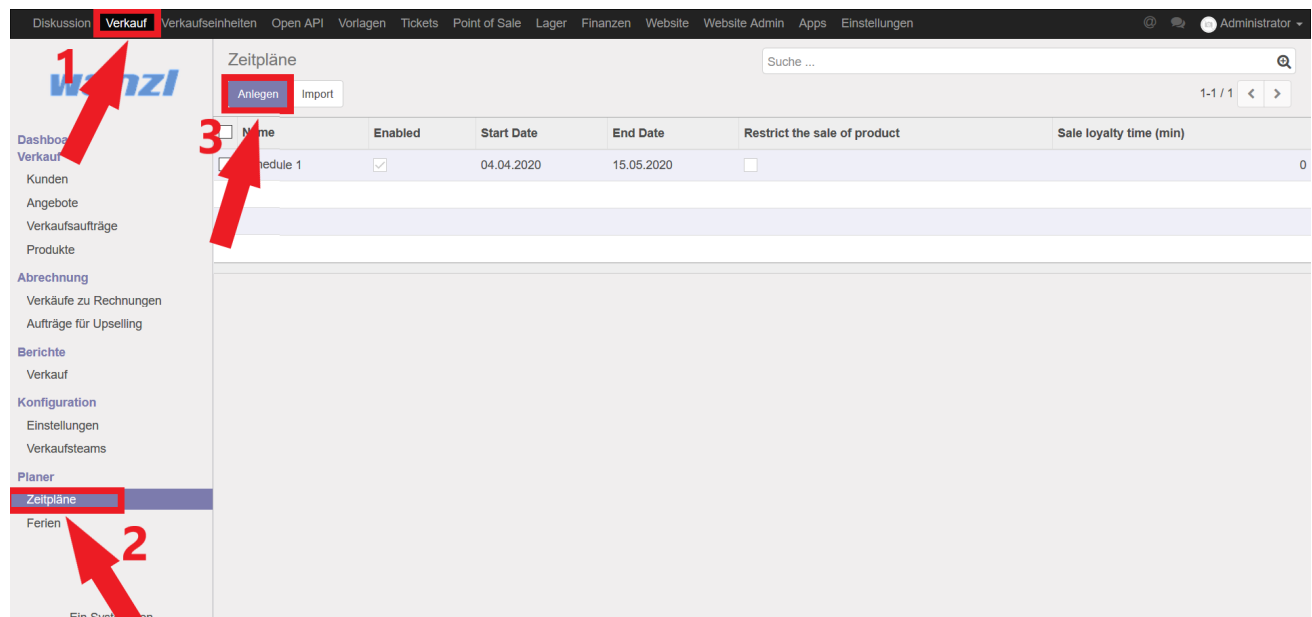 Diskussion Verkauf Verkaufseinheiten Open API Vorlagen Tickets Point of Sale Lager Finanzen Website Website Admin Apps Einstellungen @ Administrator
1
Zeitpläne
Suche ...
Anlegen Import
1-1 / 1
3
Name Enabled Start Date End Date Restrict the sale of product Sale loyalty time (min)
04.04.2020 15.05.2020 0
Verkauf
Kunden
Angebote
Verkaufsaufträge
Produkte
Abrechnung
Verkäufe zu Rechnungen
Aufträge für Upselling
Berichte
Verkauf
Konfiguration
Einstellungen
Verkaufsteams
Planer
Zeitpläne
Ferien
2